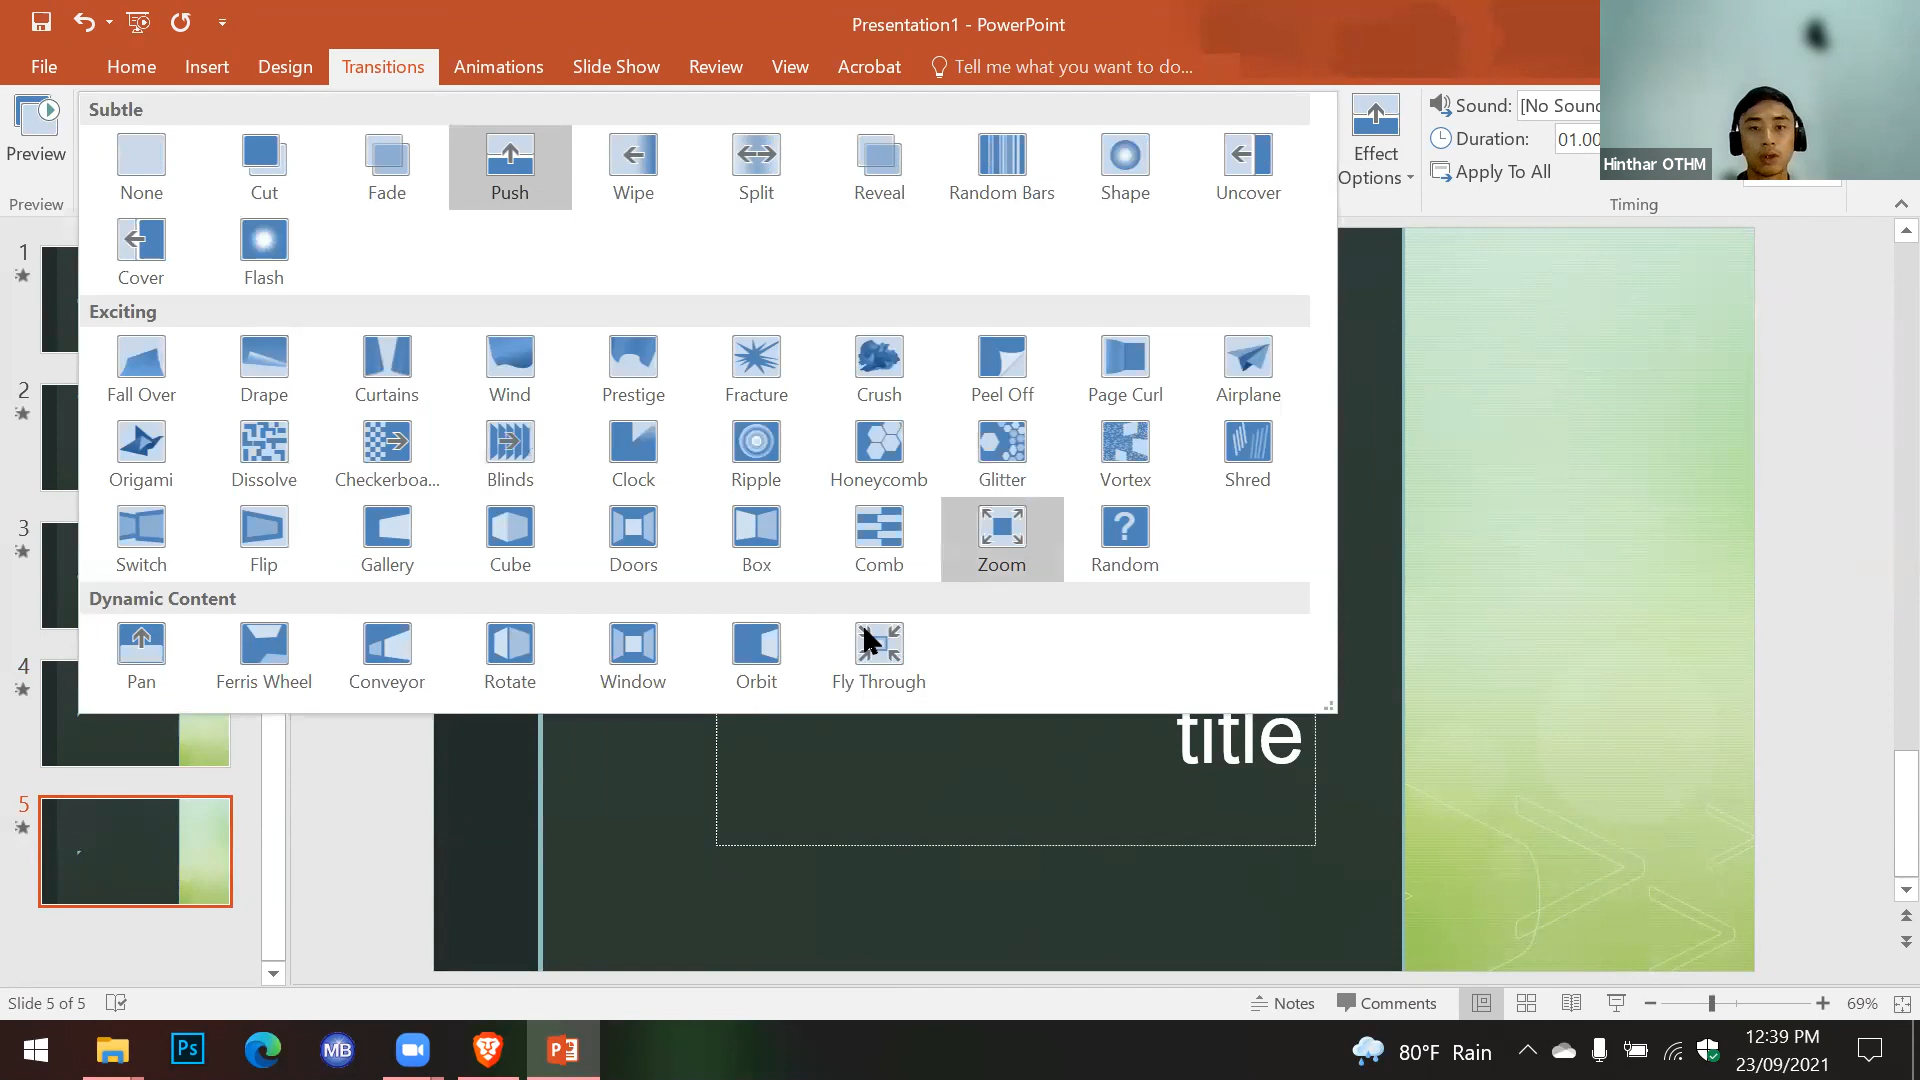 Presentation1 - PowerPoint
File Home Insert Design Transitions Animations Slide Show Review View Acrobat Tell me what you want to do...
Hinthar OTHM
Preview
Preview
Subtle
None Cut Fade Push Wipe Split Reveal Random Bars Shape Uncover
Cover Flash
Exciting
Fall Over Drape Curtains Wind Prestige Fracture Crush Peel Off Page Curl Airplane
Origami Dissolve Checkerboa... Blinds Clock Ripple Honeycomb Glitter Vortex Shred
Switch Flip Gallery Cube Doors Box Comb Zoom Random
Dynamic Content
Pan Ferris Wheel Conveyor Rotate Window Orbit Fly Through
Effect
Options
Sound: [No Soun
Duration: 01.00
Apply To All
Timing
1
2
3
4
5
title
Slide 5 of 5
Notes Comments 69%
Ps
MB
80°F Rain
12:39 PM
23/09/2021